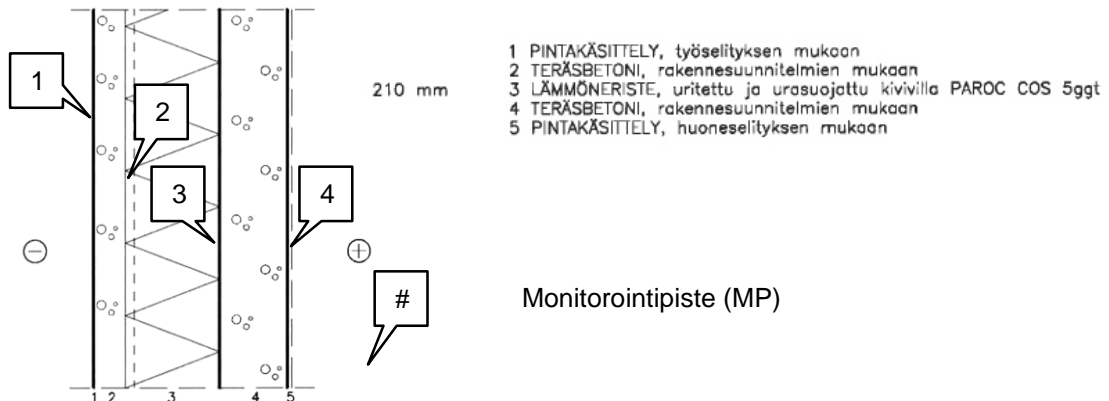 1
2
3
4
210 mm
1 PINTAKÄSITTELY, työselityksen mukaan
2 TERÄSBETONI, rakennesuunnitelmien mukaan
3 LÄMMÖNERISTE, uritettu ja urasuojattu kivivilla PAROC COS 5ggt
4 TERÄSBETONI, rakennesuunnitelmien mukaan
5 PINTAKÄSITTELY, huoneselityksen mukaan
− +
# Monitorointipiste (MP)
1 2 3 4 5